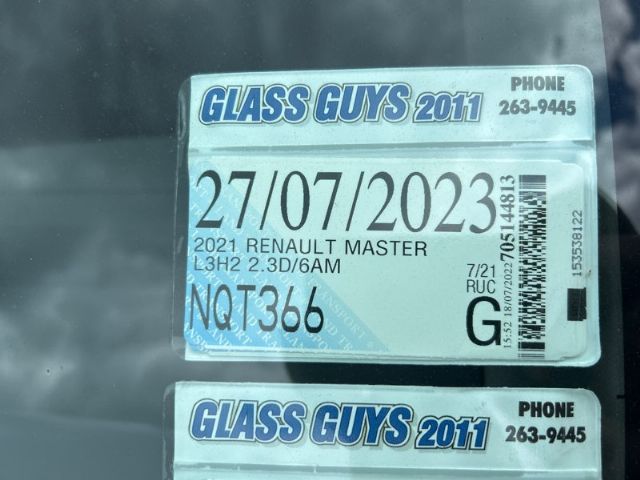 GLASS GUYS 2011
PHONE
263-9445
27/07/2023
2021 RENAULT MASTER
L3H2 2.3D/6AM
7/21
RUC
NQT366
G
15:52 18/07/2022
705144813
153538122
GLASS GUYS 2011
PHONE
263-9445